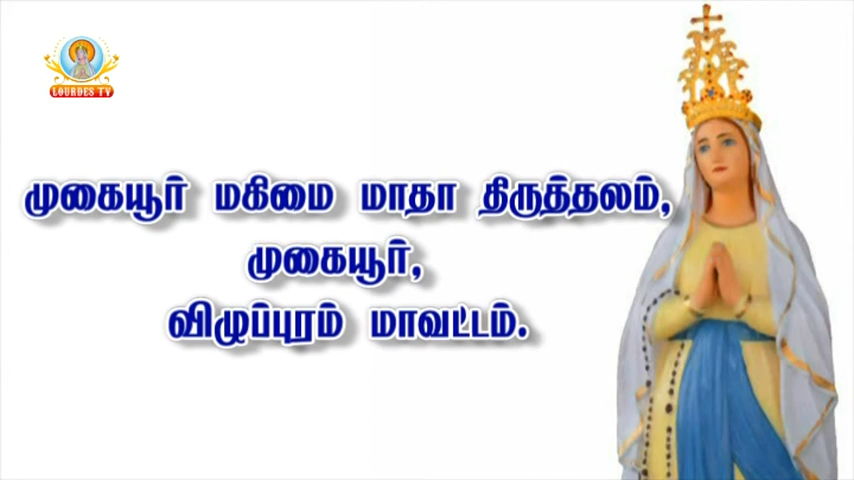 LOURDES TV
முகையூர் மகிமை மாதா திருத்தலம்,
முகையூர்,
விழுப்புரம் மாவட்டம்.